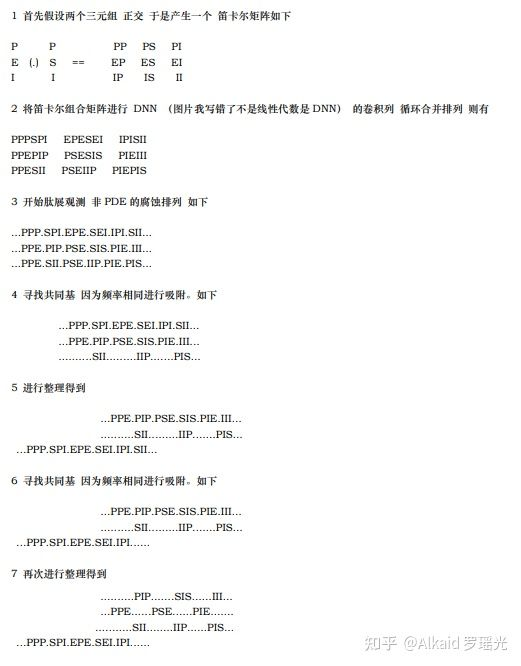 1 首先假设两个三元组 正交 于是产生一个 笛卡尔矩阵如下
P P PP PS PI
E (.) S == EP ES EI
I I IP IS II
2 将笛卡尔组合矩阵进行 DNN （图片我写错了不是线性代数是 DNN） 的卷积列 循环合并排列 则有
PPPSPI EPESEI IPISII
PPEPIP PSESIS PIEIII
PPESII PSEIIP PIEPIS
3 开始肽展观测 非 PDE 的腐蚀排列 如下
...PPP.SPI.EPE.SEI.IPI.SII...
...PPE.PIP.PSE.SIS.PIE.III...
...PPE.SII.PSE.IIP.PIE.PIS...
4 寻找共同基 因为频率相同进行吸附。如下
...PPP.SPI.EPE.SEI.IPI.SII...
...PPE.PIP.PSE.SIS.PIE.III...
..........SII.........IIP.......PIS...
5 进行整理得到
...PPE.PIP.PSE.SIS.PIE.III...
..........SII.........IIP.......PIS...
...PPP.SPI.EPE.SEI.IPI.SII...
6 寻找共同基 因为频率相同进行吸附。如下
...PPE.PIP.PSE.SIS.PIE.III...
..........SII.........IIP.......PIS...
...PPP.SPI.EPE.SEI.IPI......
7 再次进行整理得到
..........PIP.......SIS......III...
...PPE......PSE......PIE.......
...........SII........IIP......PIS...
...PPP.SPI.EPE.SEI.IPI......
知乎 @Alkaid 罗瑶光